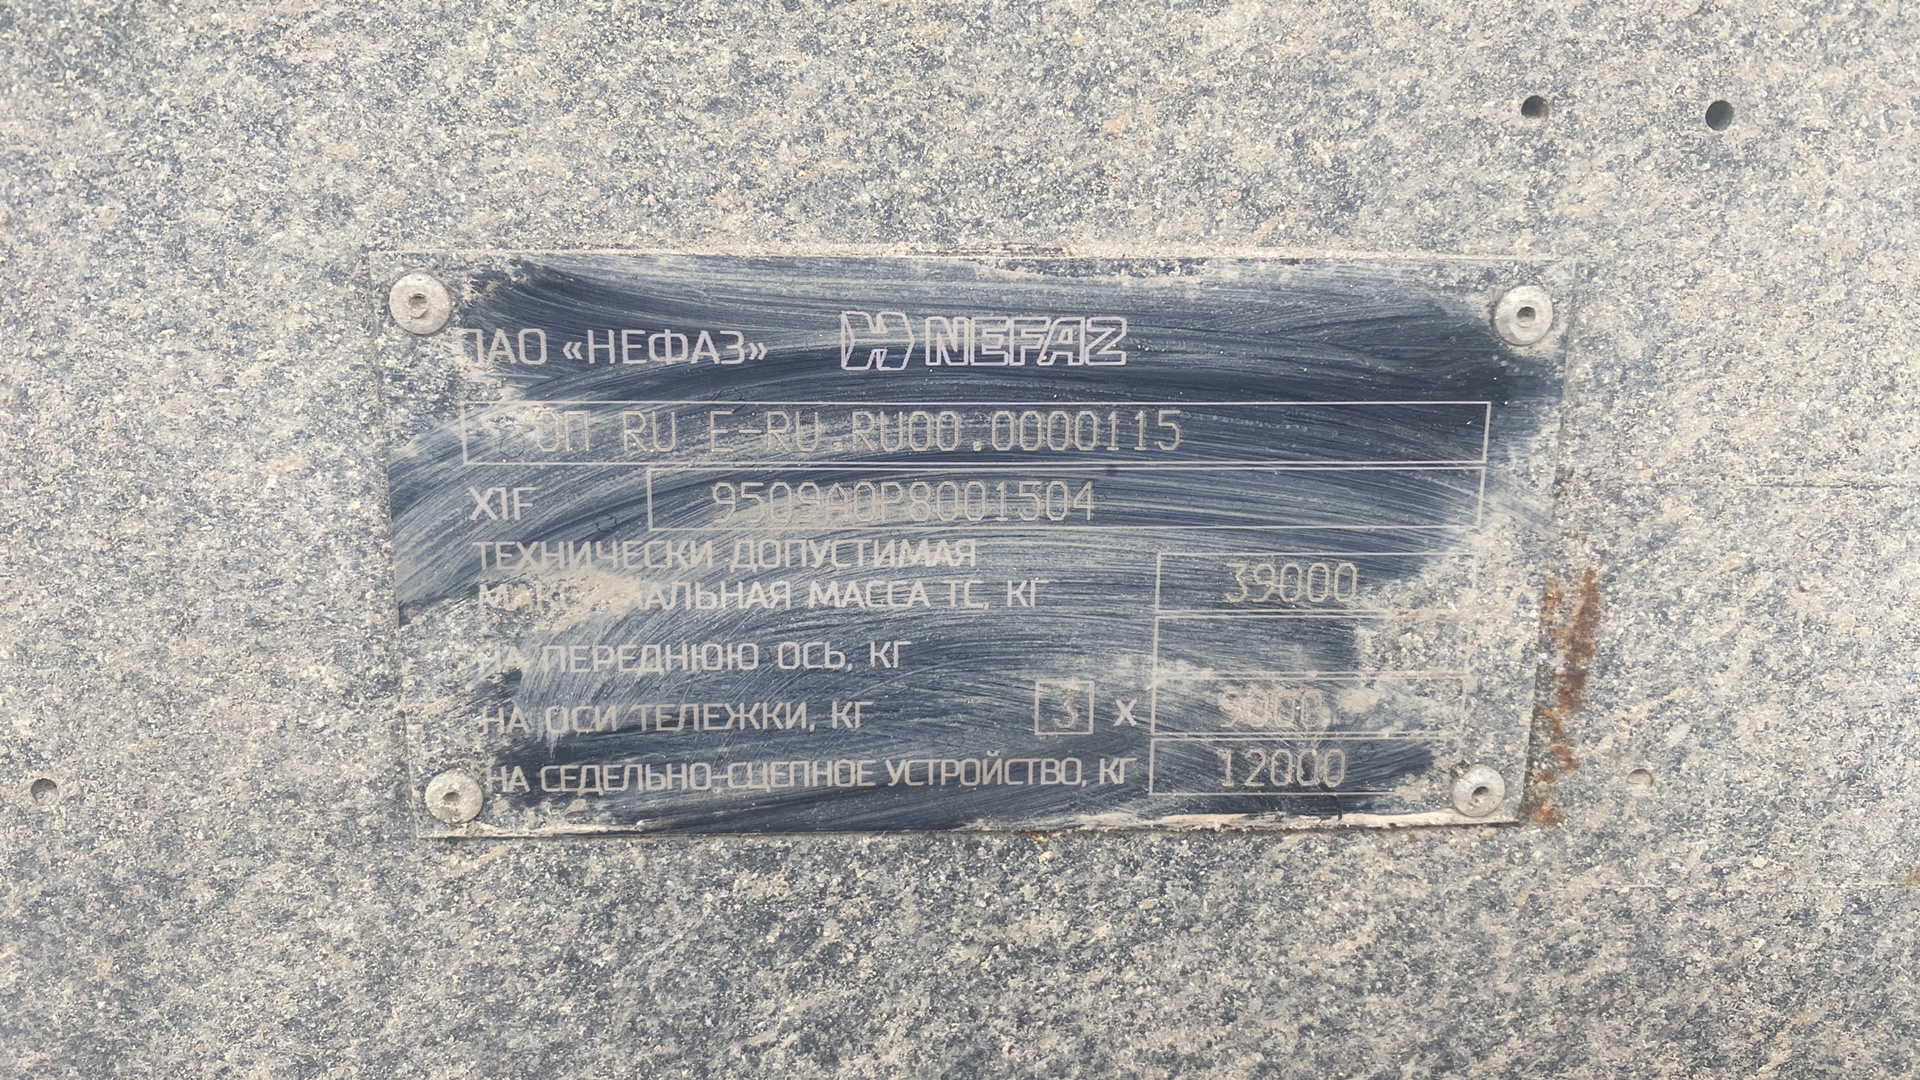 ПАО «НЕФАЗ» NEFAZ
ОП RU E-RU.RU00.0000115
X1F 9509A0P8001504
ТЕХНИЧЕСКИ ДОПУСТИМАЯ
МАКСИМАЛЬНАЯ МАССА ТС, КГ 39000
НА ПЕРЕДНЮЮ ОСЬ, КГ
НА ОСИ ТЕЛЕЖКИ, КГ 3 X 9000
НА СЕДЕЛЬНО-СЦЕПНОЕ УСТРОЙСТВО, КГ 12000